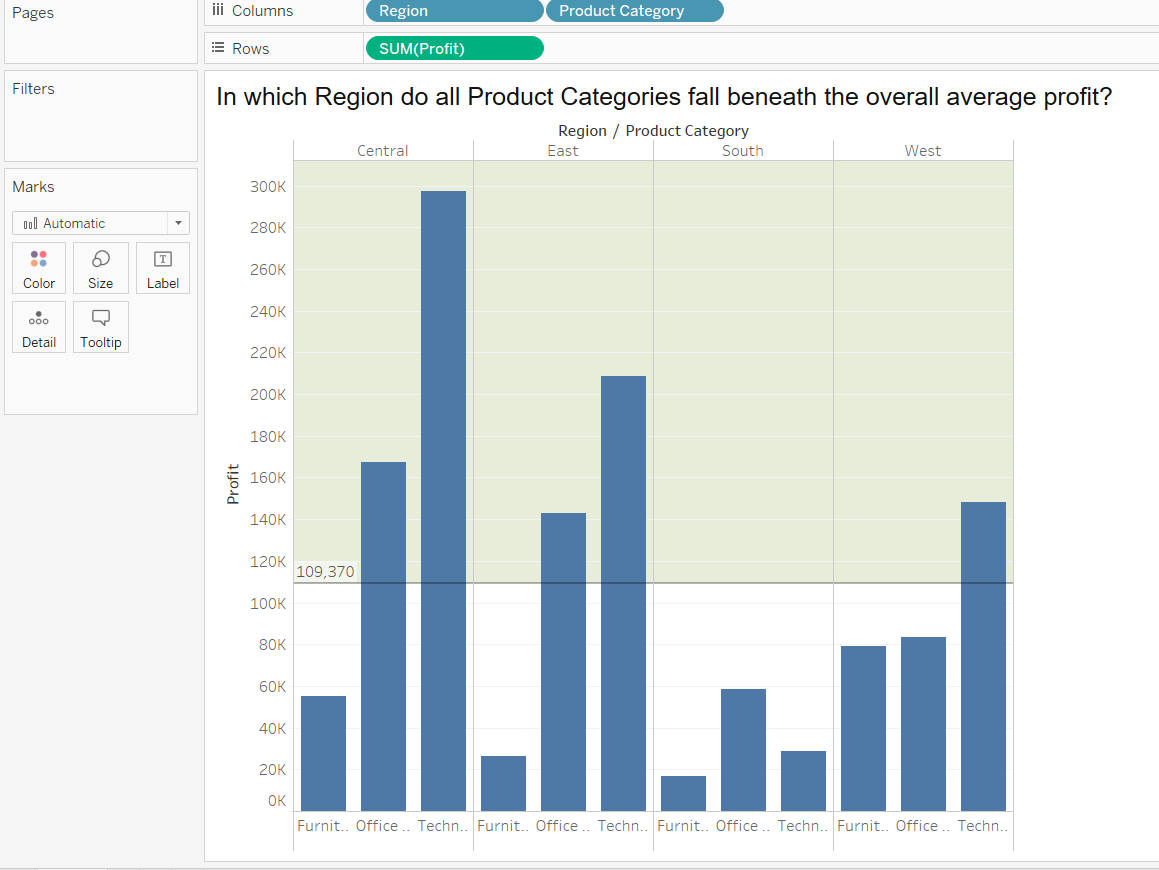 Pages
Columns
Region
Product Category
Rows
SUM(Profit)
Filters
Marks
Automatic
Color
Size
Label
Detail
Tooltip
In which Region do all Product Categories fall beneath the overall average profit?
Region / Product Category
Central
East
South
West
Profit
300K
280K
260K
240K
220K
200K
180K
160K
140K
120K
109,370
100K
80K
60K
40K
20K
0K
Furnit.. Office .. Techn.. Furnit.. Office .. Techn.. Furnit.. Office .. Techn.. Furnit.. Office .. Techn..